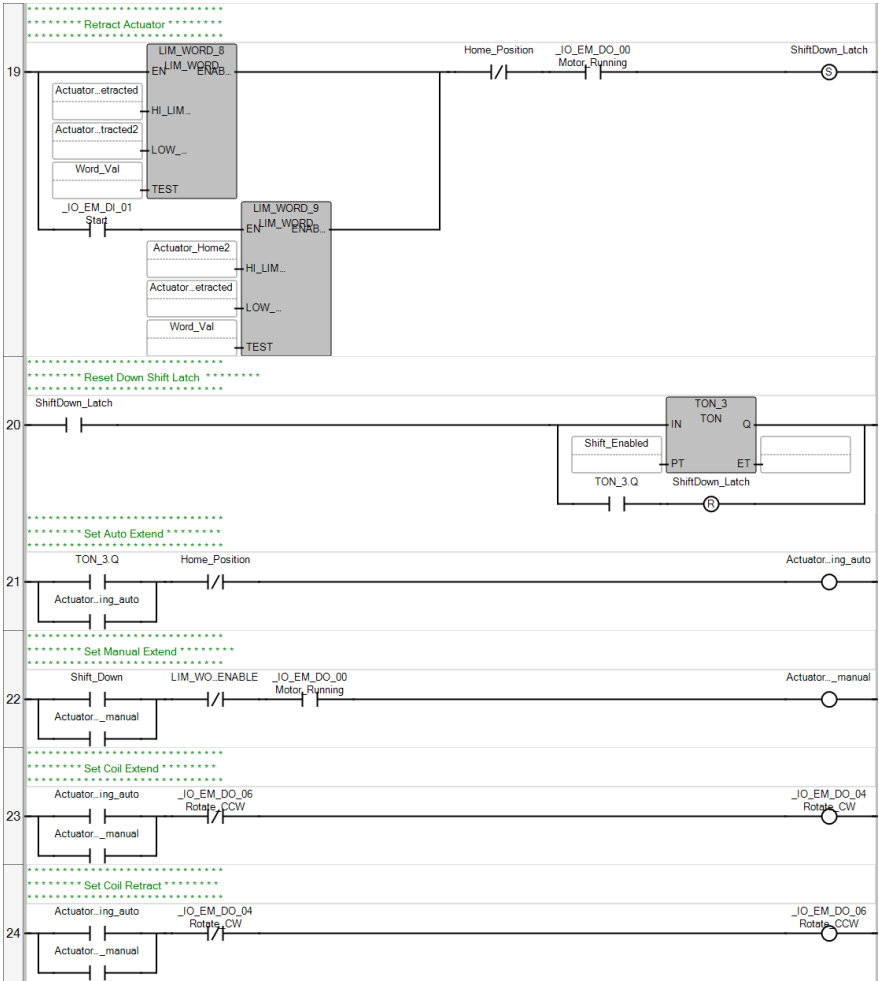 * * * * * * * * * * * * * * * * * * * * * * * * * * *
* * * * * * * * Retract Actuator * * * * * * * *
* * * * * * * * * * * * * * * * * * * * * * * * * * *
19
LIM_WORD_8
LIM_WORD
EN
ENAB...
Actuator...etracted
HI_LIM...
Actuator...tracted2
LOW_...
Word_Val
TEST
Home_Position
_IO_EM_DO_00
Motor_Running
ShiftDown_Latch
S
_IO_EM_DI_01
Start
LIM_WORD_9
LIM_WORD
EN
ENAB...
Actuator_Home2
HI_LIM...
Actuator...etracted
LOW_...
Word_Val
TEST
* * * * * * * * * * * * * * * * * * * * * * * * * * *
* * * * * * * * Reset Down Shift Latch * * * * * * * *
* * * * * * * * * * * * * * * * * * * * * * * * * * *
20
ShiftDown_Latch
TON_3
TON
IN
Q
Shift_Enabled
PT
ET
TON_3.Q
ShiftDown_Latch
R
* * * * * * * * * * * * * * * * * * * * * * * * * * *
* * * * * * * * Set Auto Extend * * * * * * * *
* * * * * * * * * * * * * * * * * * * * * * * * * * *
21
TON_3.Q
Home_Position
Actuator...ing_auto
Actuator...ing_auto
* * * * * * * * * * * * * * * * * * * * * * * * * * *
* * * * * * * * Set Manual Extend * * * * * * * *
* * * * * * * * * * * * * * * * * * * * * * * * * * *
22
Shift_Down
LIM_WO...ENABLE
_IO_EM_DO_00
Motor_Running
Actuator..._manual
Actuator..._manual
* * * * * * * * * * * * * * * * * * * * * * * * * * *
* * * * * * * * Set Coil Extend * * * * * * * *
* * * * * * * * * * * * * * * * * * * * * * * * * * *
23
Actuator...ing_auto
_IO_EM_DO_06
Rotate_CCW
_IO_EM_DO_04
Rotate_CW
Actuator..._manual
* * * * * * * * * * * * * * * * * * * * * * * * * * *
* * * * * * * * Set Coil Retract * * * * * * * *
* * * * * * * * * * * * * * * * * * * * * * * * * * *
24
Actuator...ing_auto
_IO_EM_DO_04
Rotate_CW
_IO_EM_DO_06
Rotate_CCW
Actuator..._manual